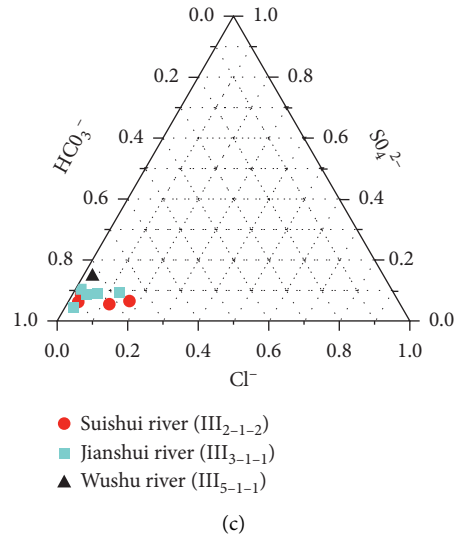 0.0 1.0
0.2 0.8
0.4 0.6
HCO₃⁻ SO₄²⁻
0.6 0.4
0.8 0.2
1.0 0.0
0.0 0.2 0.4 0.6 0.8 1.0
Cl⁻
Suishui river (III₂₋₁₋₂)
Jianshui river (III₃₋₁₋₁)
Wushu river (III₅₋₁₋₁)
(c)